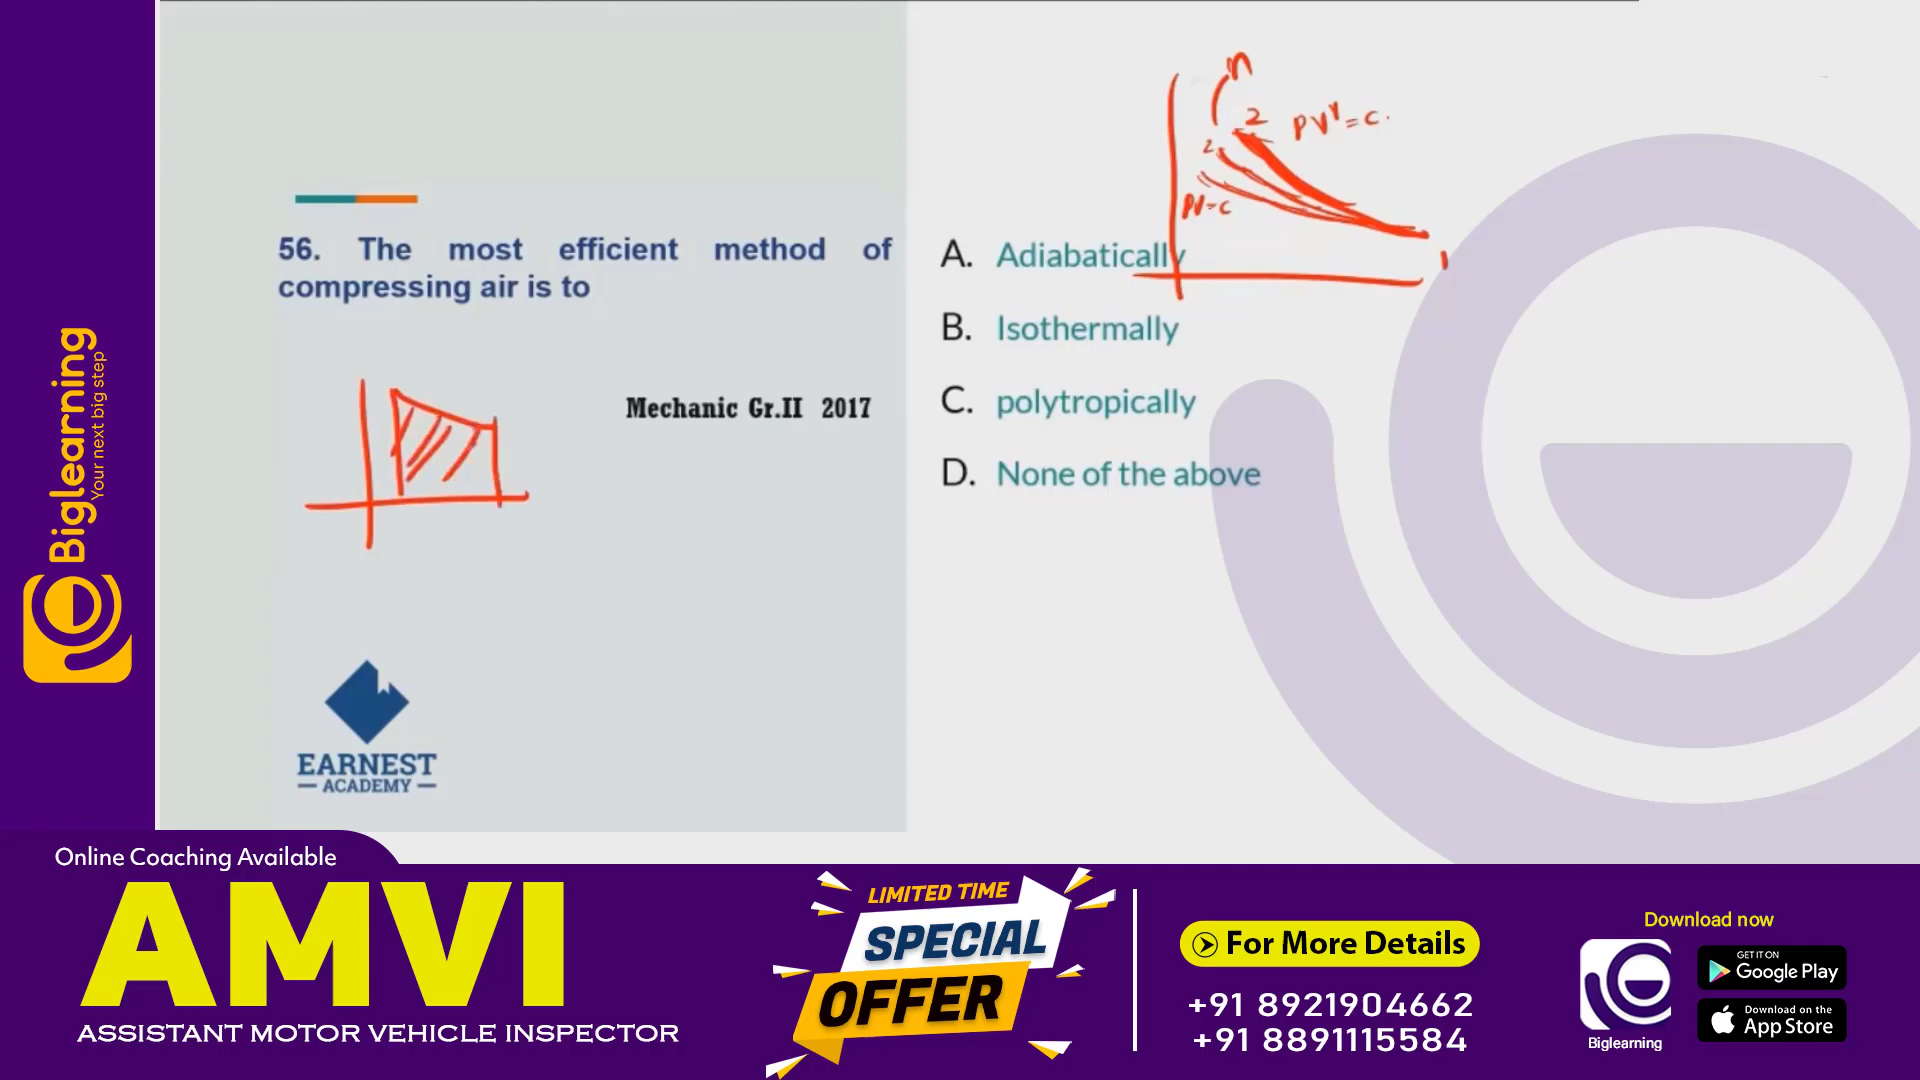 Biglearning
Your next big step
56. The most efficient method of
compressing air is to
Mechanic Gr.II 2017
EARNEST
ACADEMY
n
2
PVγ=c.
2
PV=c
1
A. Adiabatically
B. Isothermally
C. polytropically
D. None of the above
Online Coaching Available
AMVI
ASSISTANT MOTOR VEHICLE INSPECTOR
LIMITED TIME
SPECIAL
OFFER
For More Details
+91 8921904662
+91 8891115584
Download now
Biglearning
GET IT ON
Google Play
Download on the
App Store